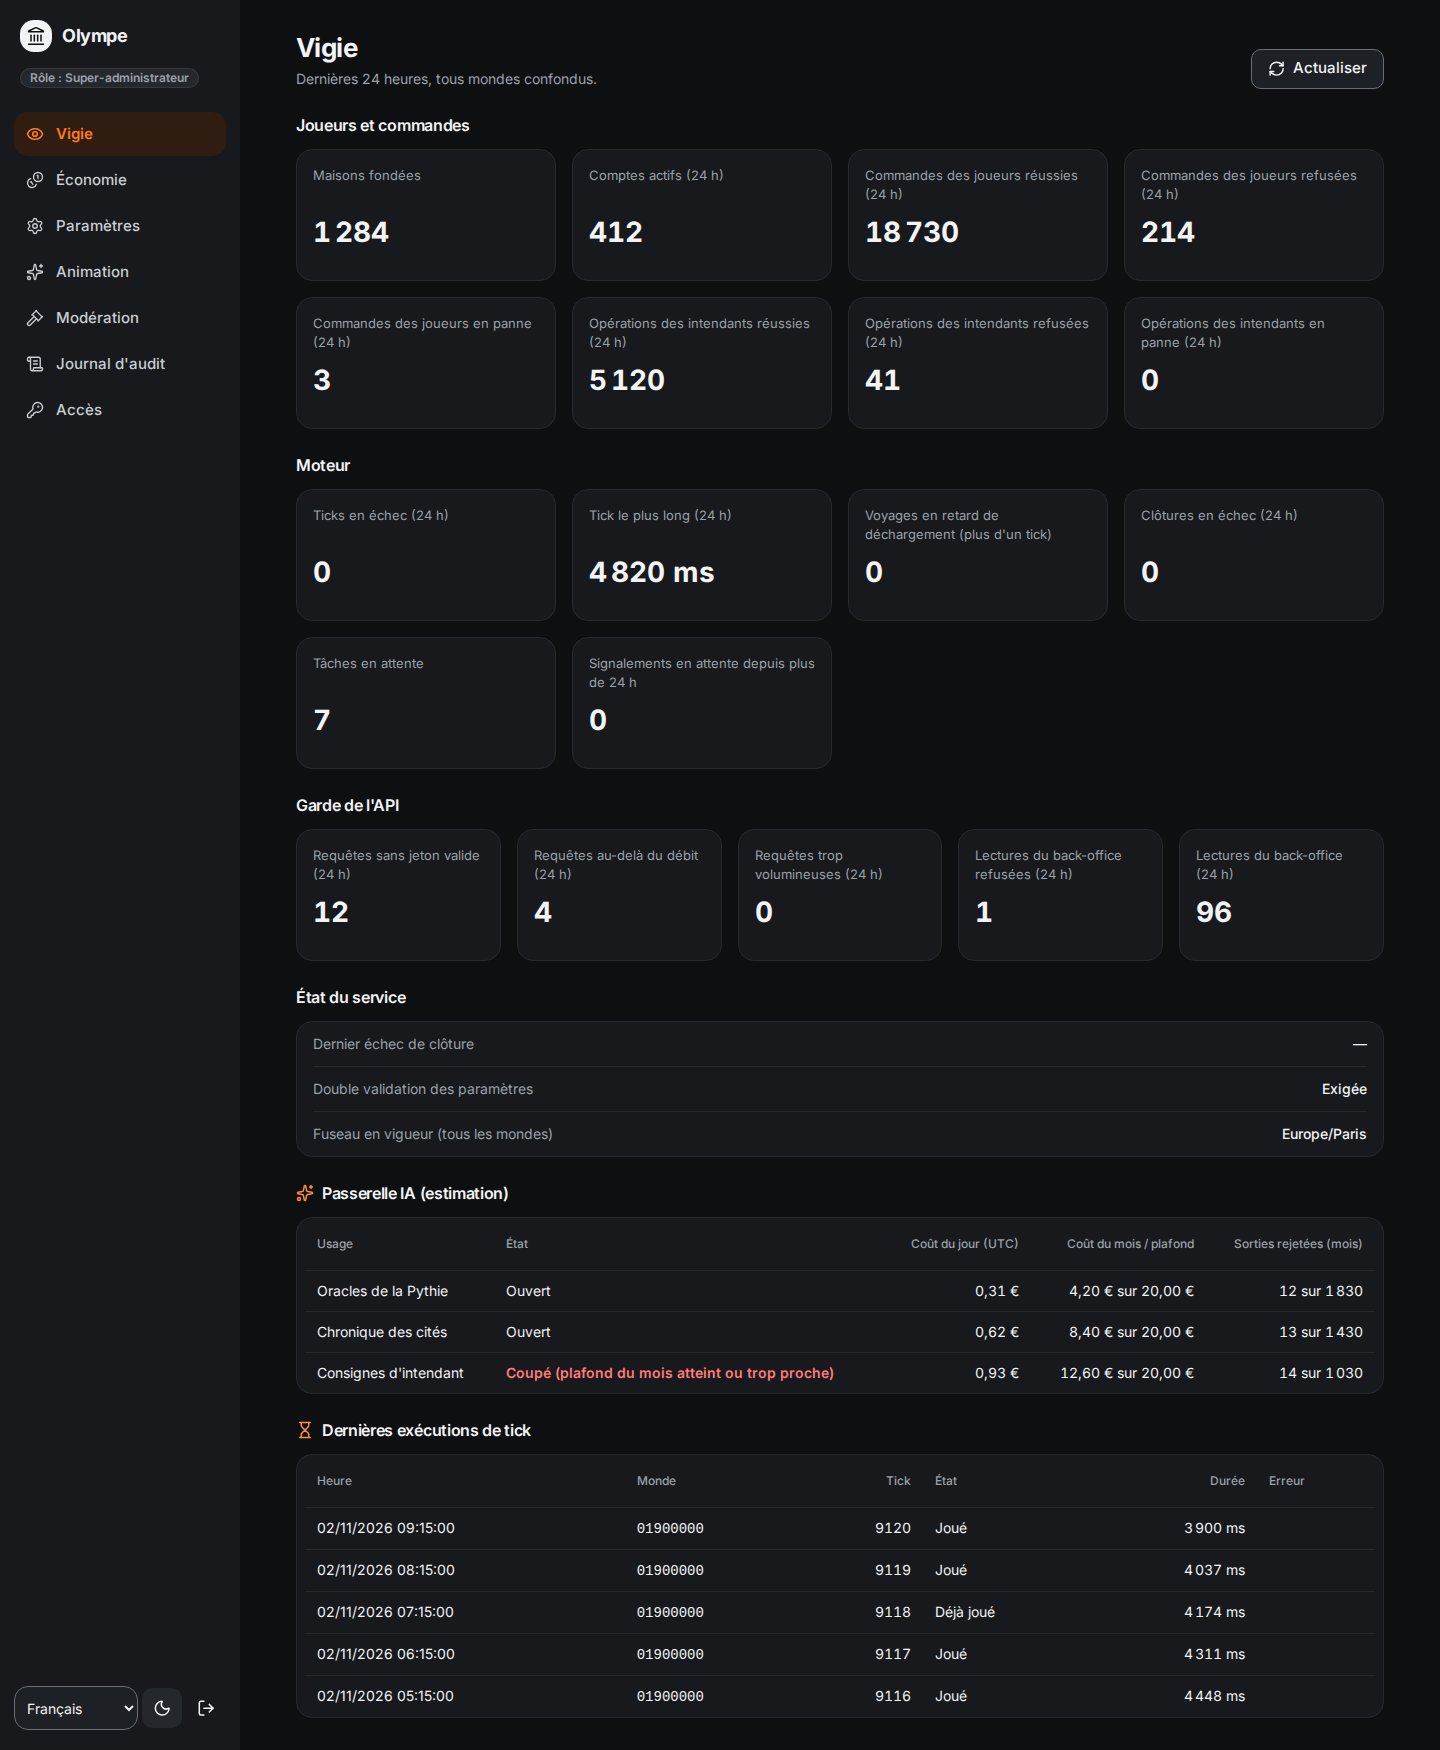 Olympe
Rôle : Super-administrateur
Vigie
Économie
Paramètres
Animation
Modération
Journal d'audit
Accès
Français
Vigie
Dernières 24 heures, tous mondes confondus.
Actualiser
Joueurs et commandes
Maisons fondées
1 284
Comptes actifs (24 h)
412
Commandes des joueurs réussies
(24 h)
18 730
Commandes des joueurs refusées
(24 h)
214
Commandes des joueurs en panne
(24 h)
3
Opérations des intendants réussies
(24 h)
5 120
Opérations des intendants refusées
(24 h)
41
Opérations des intendants en
panne (24 h)
0
Moteur
Ticks en échec (24 h)
0
Tick le plus long (24 h)
4 820 ms
Voyages en retard de
déchargement (plus d'un tick)
0
Clôtures en échec (24 h)
0
Tâches en attente
7
Signalements en attente depuis plus
de 24 h
0
Garde de l'API
Requêtes sans jeton valide
(24 h)
12
Requêtes au-delà du débit
(24 h)
4
Requêtes trop
volumineuses (24 h)
0
Lectures du back-office
refusées (24 h)
1
Lectures du back-office
(24 h)
96
État du service
Dernier échec de clôture —
Double validation des paramètres Exigée
Fuseau en vigueur (tous les mondes) Europe/Paris
Passerelle IA (estimation)
Usage État Coût du jour (UTC) Coût du mois / plafond Sorties rejetées (mois)
Oracles de la Pythie Ouvert 0,31 € 4,20 € sur 20,00 € 12 sur 1 830
Chronique des cités Ouvert 0,62 € 8,40 € sur 20,00 € 13 sur 1 430
Consignes d'intendant Coupé (plafond du mois atteint ou trop proche) 0,93 € 12,60 € sur 20,00 € 14 sur 1 030
Dernières exécutions de tick
Heure Monde Tick État Durée Erreur
02/11/2026 09:15:00 01900000 9120 Joué 3 900 ms
02/11/2026 08:15:00 01900000 9119 Joué 4 037 ms
02/11/2026 07:15:00 01900000 9118 Déjà joué 4 174 ms
02/11/2026 06:15:00 01900000 9117 Joué 4 311 ms
02/11/2026 05:15:00 01900000 9116 Joué 4 448 ms